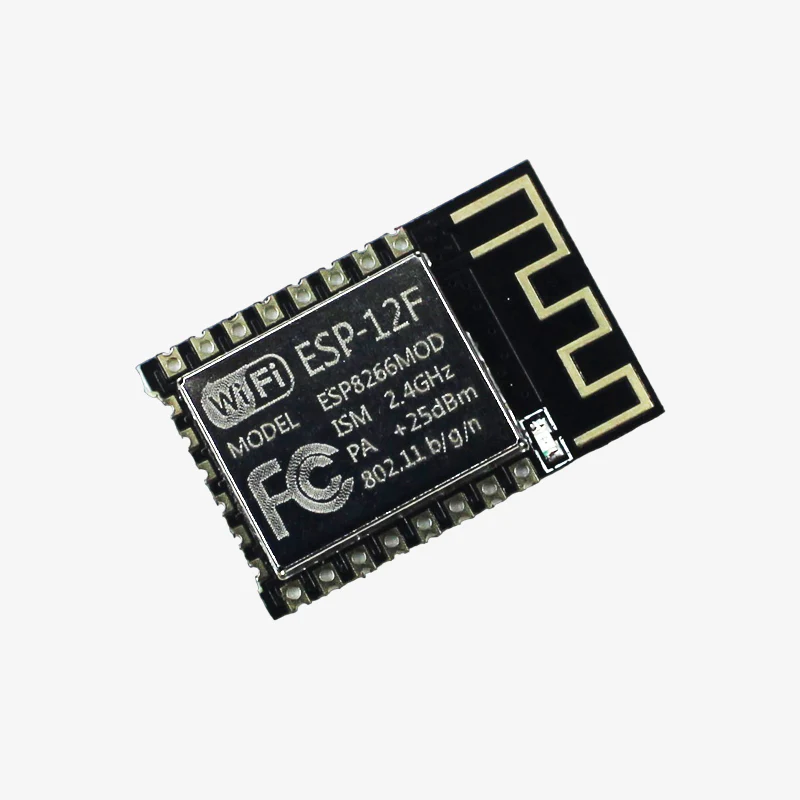 WiFi ESP-12F
MODEL ESP8266MOD
ISM 2.4GHz
PA +25dBm
802.11 b/g/n
FC